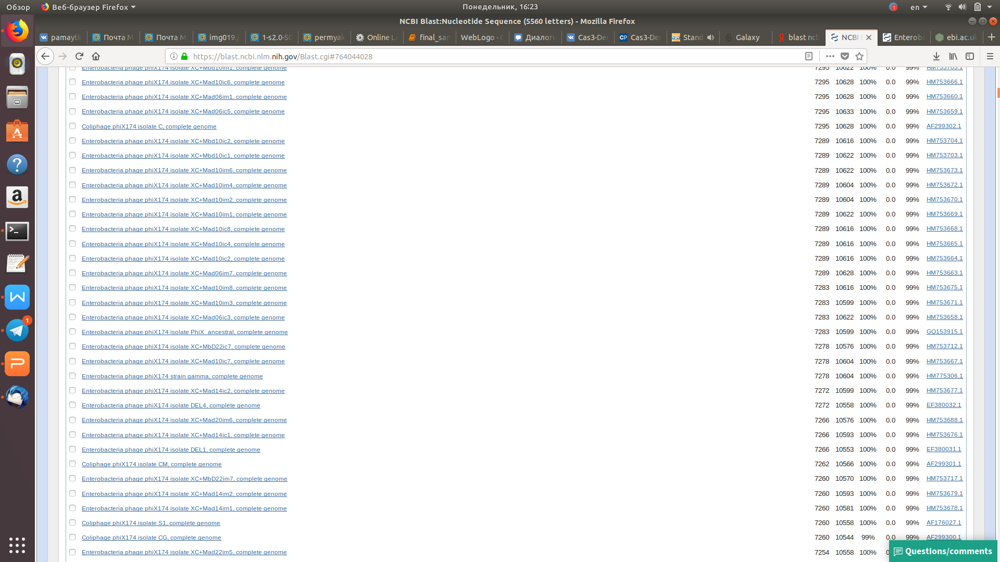 Обзор Веб-браузер Firefox Понедельник, 16:23 1 en
NCBI Blast:Nucleotide Sequence (5560 letters) - Mozilla Firefox
pamaytk Почта М Почта М img019.j 1-s2.0-S0 permyak Online La final_san WebLogo - C Диалоги Cas3-Der Cas3-Der Stand Galaxy blast ncb NCBI B Enteroba ebi.ac.uk
https://blast.ncbi.nlm.nih.gov/Blast.cgi#764044028
Enterobacteria phage phiX174 isolate XC+Mbd10im1, complete genome 7295 10622 100% 0.0 99% HM753705.1
Enterobacteria phage phiX174 isolate XC+Mad10ic6, complete genome 7295 10628 100% 0.0 99% HM753666.1
Enterobacteria phage phiX174 isolate XC+Mad06im1, complete genome 7295 10628 100% 0.0 99% HM753660.1
Enterobacteria phage phiX174 isolate XC+Mad06ic5, complete genome 7295 10633 100% 0.0 99% HM753659.1
Coliphage phiX174 isolate C, complete genome 7295 10628 100% 0.0 99% AF299302.1
Enterobacteria phage phiX174 isolate XC+Mbd10ic2, complete genome 7289 10616 100% 0.0 99% HM753704.1
Enterobacteria phage phiX174 isolate XC+Mbd10ic1, complete genome 7289 10622 100% 0.0 99% HM753703.1
Enterobacteria phage phiX174 isolate XC+Mad10im6, complete genome 7289 10622 100% 0.0 99% HM753673.1
Enterobacteria phage phiX174 isolate XC+Mad10im4, complete genome 7289 10604 100% 0.0 99% HM753672.1
Enterobacteria phage phiX174 isolate XC+Mad10im2, complete genome 7289 10604 100% 0.0 99% HM753670.1
Enterobacteria phage phiX174 isolate XC+Mad10im1, complete genome 7289 10622 100% 0.0 99% HM753669.1
Enterobacteria phage phiX174 isolate XC+Mad10ic8, complete genome 7289 10616 100% 0.0 99% HM753668.1
Enterobacteria phage phiX174 isolate XC+Mad10ic4, complete genome 7289 10616 100% 0.0 99% HM753665.1
Enterobacteria phage phiX174 isolate XC+Mad10ic2, complete genome 7289 10616 100% 0.0 99% HM753664.1
Enterobacteria phage phiX174 isolate XC+Mad06im7, complete genome 7289 10628 100% 0.0 99% HM753663.1
Enterobacteria phage phiX174 isolate XC+Mad10im8, complete genome 7283 10616 100% 0.0 99% HM753675.1
Enterobacteria phage phiX174 isolate XC+Mad10im3, complete genome 7283 10599 100% 0.0 99% HM753671.1
Enterobacteria phage phiX174 isolate XC+Mad06ic3, complete genome 7283 10622 100% 0.0 99% HM753658.1
Enterobacteria phage phiX174 isolate PhiX_ancestral, complete genome 7283 10599 100% 0.0 99% GQ153915.1
Enterobacteria phage phiX174 isolate XC+MbD22ic7, complete genome 7278 10576 100% 0.0 99% HM753712.1
Enterobacteria phage phiX174 isolate XC+Mad10ic7, complete genome 7278 10604 100% 0.0 99% HM753667.1
Enterobacteria phage phiX174 strain gamma, complete genome 7278 10604 100% 0.0 99% HM775306.1
Enterobacteria phage phiX174 isolate XC+Mad14ic2, complete genome 7272 10599 100% 0.0 99% HM753677.1
Enterobacteria phage phiX174 isolate DEL4, complete genome 7272 10558 100% 0.0 99% EF380032.1
Enterobacteria phage phiX174 isolate XC+Mad20im6, complete genome 7266 10576 100% 0.0 99% HM753688.1
Enterobacteria phage phiX174 isolate XC+Mad14ic1, complete genome 7266 10593 100% 0.0 99% HM753676.1
Enterobacteria phage phiX174 isolate DEL1, complete genome 7266 10553 100% 0.0 99% EF380031.1
Coliphage phiX174 isolate CM, complete genome 7262 10566 100% 0.0 99% AF299301.1
Enterobacteria phage phiX174 isolate XC+MbD22im7, complete genome 7260 10570 100% 0.0 99% HM753717.1
Enterobacteria phage phiX174 isolate XC+Mad14im2, complete genome 7260 10593 100% 0.0 99% HM753679.1
Enterobacteria phage phiX174 isolate XC+Mad14im1, complete genome 7260 10581 100% 0.0 99% HM753678.1
Coliphage phiX174 isolate S1, complete genome 7260 10558 100% 0.0 99% AF176027.1
Coliphage phiX174 isolate CG, complete genome 7260 10544 99% 0.0 99% AF299300.1
Enterobacteria phage phiX174 isolate XC+Mad22im5, complete genome 7254 10558 100%
Questions/comments